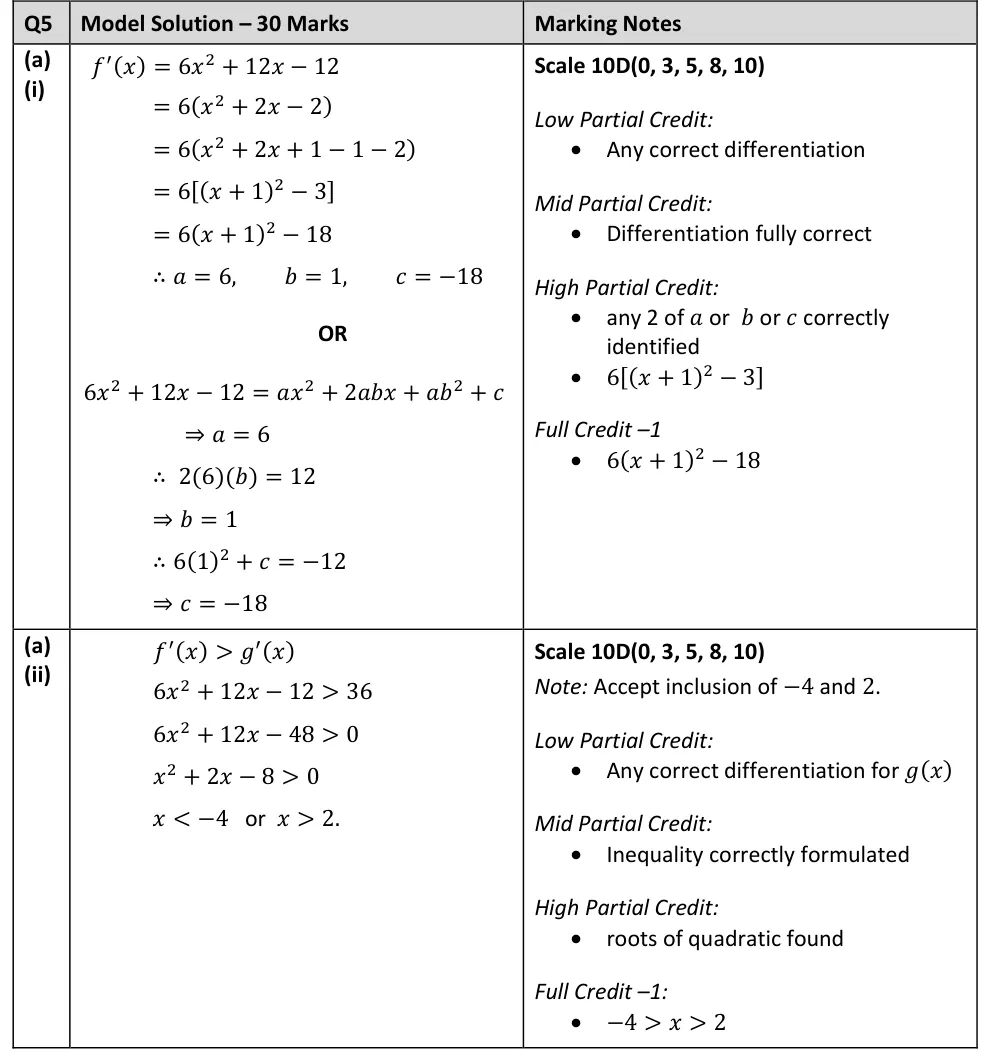 Q5 Model Solution – 30 Marks Marking Notes
(a)
(i)
f′(x) = 6x² + 12x − 12
= 6(x² + 2x − 2)
= 6(x² + 2x + 1 − 1 − 2)
= 6[(x + 1)² − 3]
= 6(x + 1)² − 18
∴ a = 6, b = 1, c = −18
OR
6x² + 12x − 12 = ax² + 2abx + ab² + c
⇒ a = 6
∴ 2(6)(b) = 12
⇒ b = 1
∴ 6(1)² + c = −12
⇒ c = −18
Scale 10D(0, 3, 5, 8, 10)
Low Partial Credit:
• Any correct differentiation
Mid Partial Credit:
• Differentiation fully correct
High Partial Credit:
• any 2 of a or b or c correctly
identified
• 6[(x + 1)² − 3]
Full Credit –1
• 6(x + 1)² − 18
(a)
(ii)
f′(x) > g′(x)
6x² + 12x − 12 > 36
6x² + 12x − 48 > 0
x² + 2x − 8 > 0
x < −4 or x > 2.
Scale 10D(0, 3, 5, 8, 10)
Note: Accept inclusion of −4 and 2.
Low Partial Credit:
• Any correct differentiation for g(x)
Mid Partial Credit:
• Inequality correctly formulated
High Partial Credit:
• roots of quadratic found
Full Credit –1:
• −4 > x > 2